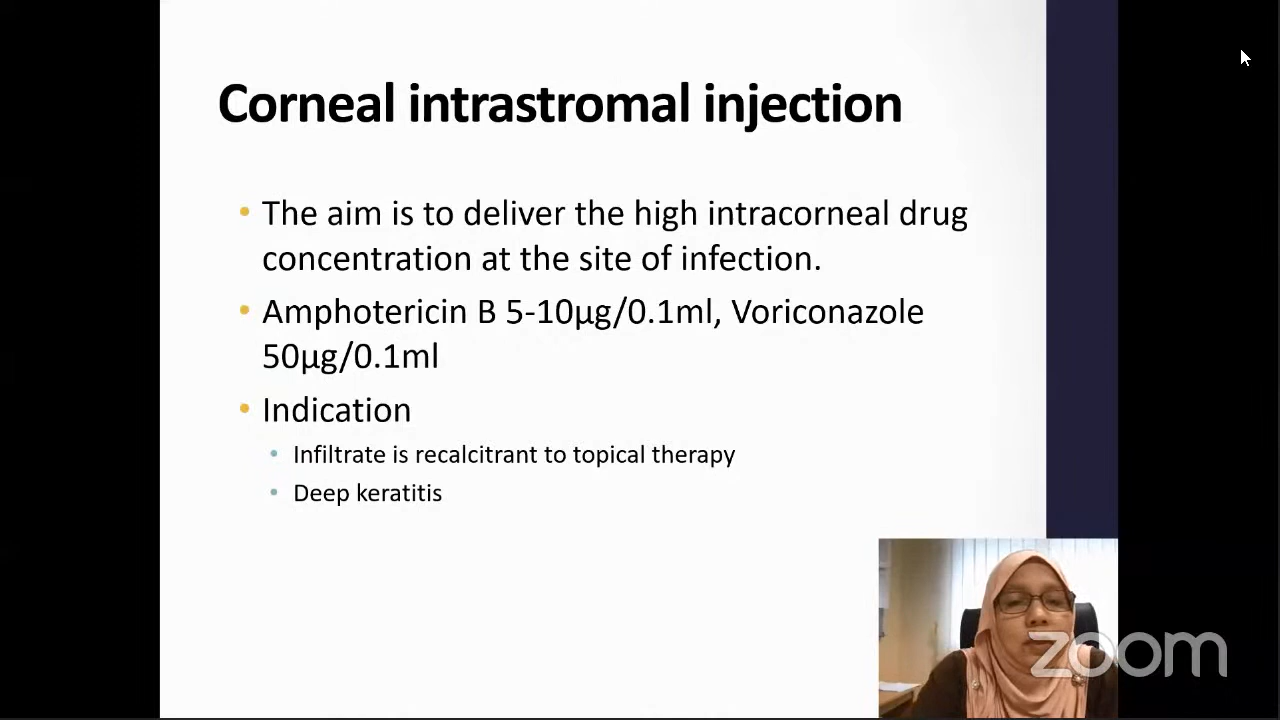 Corneal intrastromal injection
• The aim is to deliver the high intracorneal drug
concentration at the site of infection.
• Amphotericin B 5-10µg/0.1ml, Voriconazole
50µg/0.1ml
• Indication
• Infiltrate is recalcitrant to topical therapy
• Deep keratitis
zoom